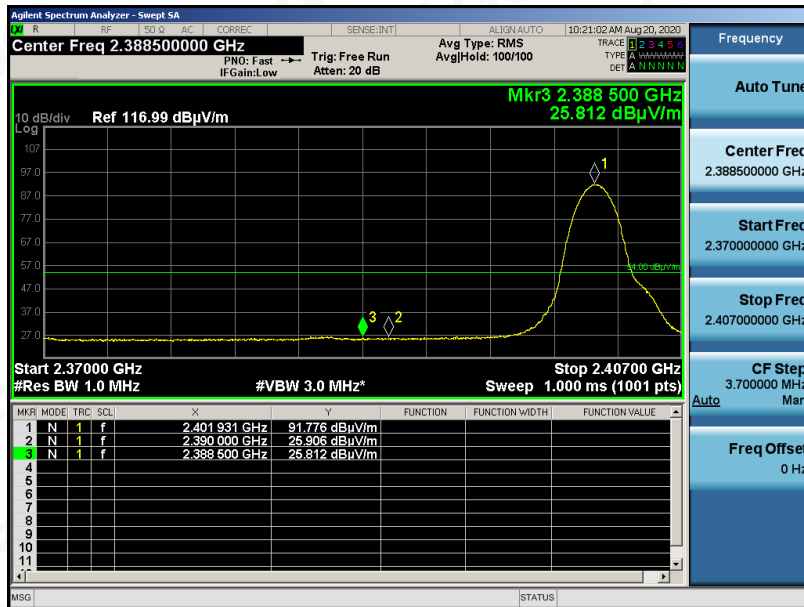 Agilent Spectrum Analyzer - Swept SA
R RF 50 Ω AC CORREC SENSE:INT ALIGN AUTO 10:21:02 AM Aug 20, 2020
Center Freq 2.388500000 GHz
PNO: Fast
IFGain:Low
Trig: Free Run
Atten: 20 dB
Avg Type: RMS
Avg|Hold: 100/100
TRACE 1 2 3 4 5 6
TYPE A WWWWW
DET A N N N N N
Mkr3 2.388 500 GHz
25.812 dBµV/m
10 dB/div Ref 116.99 dBµV/m
Log
107
97.0
87.0
77.0
67.0
57.0
47.0
37.0
27.0
1
54.00 dBµV/m
3
2
Start 2.37000 GHz Stop 2.40700 GHz
#Res BW 1.0 MHz #VBW 3.0 MHz* Sweep 1.000 ms (1001 pts)
MKR MODE TRC SCL X Y FUNCTION FUNCTION WIDTH FUNCTION VALUE
1 N 1 f 2.401 931 GHz 91.776 dBµV/m
2 N 1 f 2.390 000 GHz 25.906 dBµV/m
3 N 1 f 2.388 500 GHz 25.812 dBµV/m
4
5
6
7
8
9
10
11
MSG STATUS
Frequency
Auto Tune
Center Freq
2.388500000 GHz
Start Freq
2.370000000 GHz
Stop Freq
2.407000000 GHz
CF Step
3.700000 MHz
Auto Man
Freq Offset
0 Hz